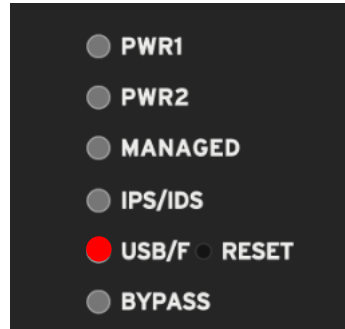 PWR1
PWR2
MANAGED
IPS/IDS
USB/F RESET
BYPASS